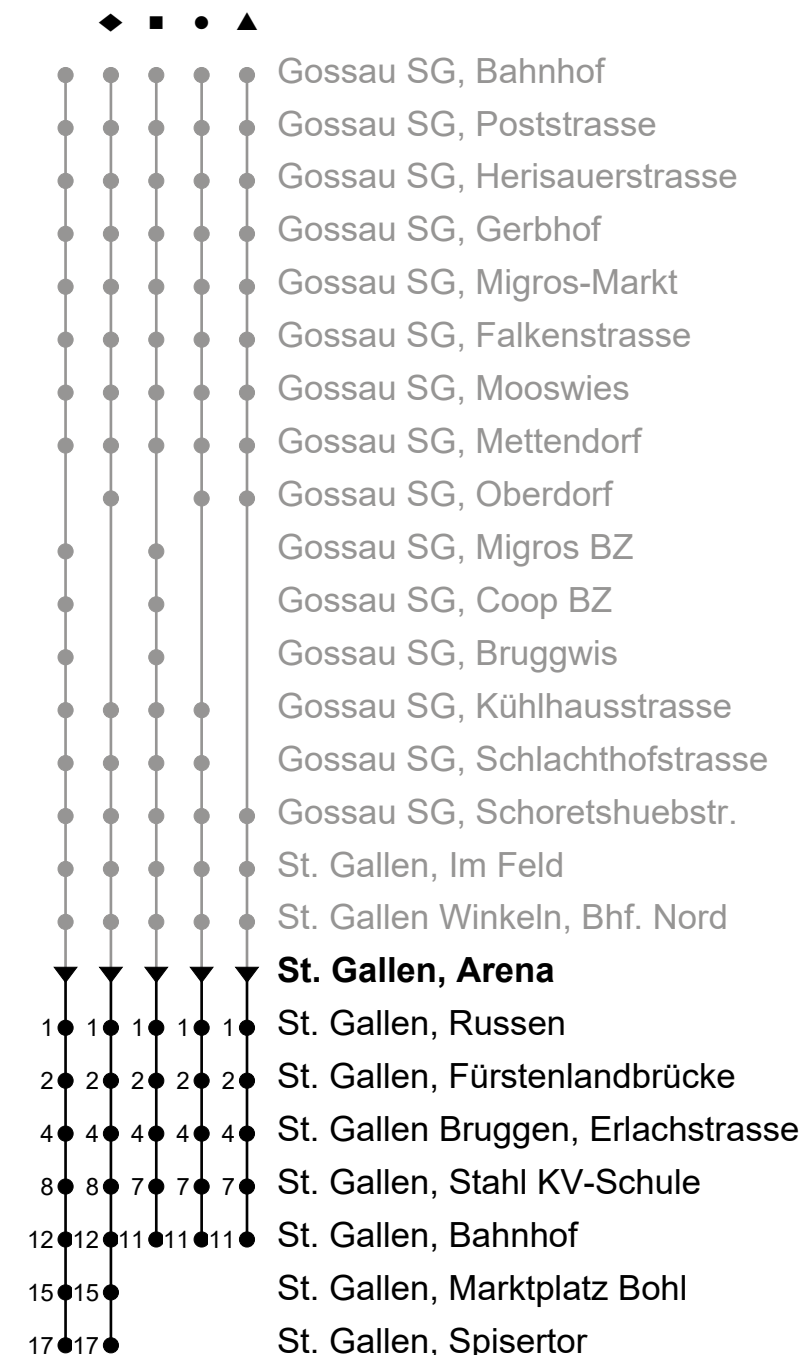 Gossau SG, Bahnhof
Gossau SG, Poststrasse
Gossau SG, Herisauerstrasse
Gossau SG, Gerbhof
Gossau SG, Migros-Markt
Gossau SG, Falkenstrasse
Gossau SG, Mooswies
Gossau SG, Mettendorf
Gossau SG, Oberdorf
Gossau SG, Migros BZ
Gossau SG, Coop BZ
Gossau SG, Bruggwis
Gossau SG, Kühlhausstrasse
Gossau SG, Schlachthofstrasse
Gossau SG, Schoretshuebstr.
St. Gallen, Im Feld
St. Gallen Winkeln, Bhf. Nord
St. Gallen, Arena
1 1 1 1 1 St. Gallen, Russen
2 2 2 2 2 St. Gallen, Fürstenlandbrücke
4 4 4 4 4 St. Gallen Bruggen, Erlachstrasse
8 8 7 7 7 St. Gallen, Stahl KV-Schule
12 12 11 11 11 St. Gallen, Bahnhof
15 15 St. Gallen, Marktplatz Bohl
17 17 St. Gallen, Spisertor